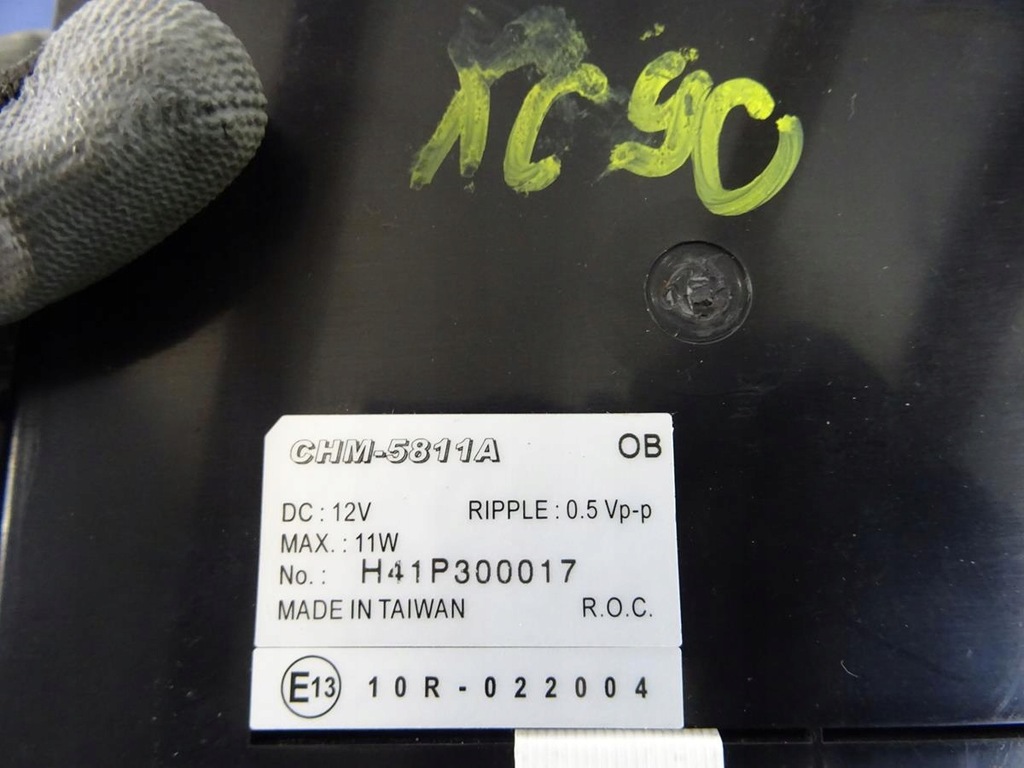 XC90
CHM-5811A OB
DC : 12V RIPPLE : 0.5 Vp-p
MAX. : 11W
No. : H41P300017
MADE IN TAIWAN R.O.C.
E13 10R-022004